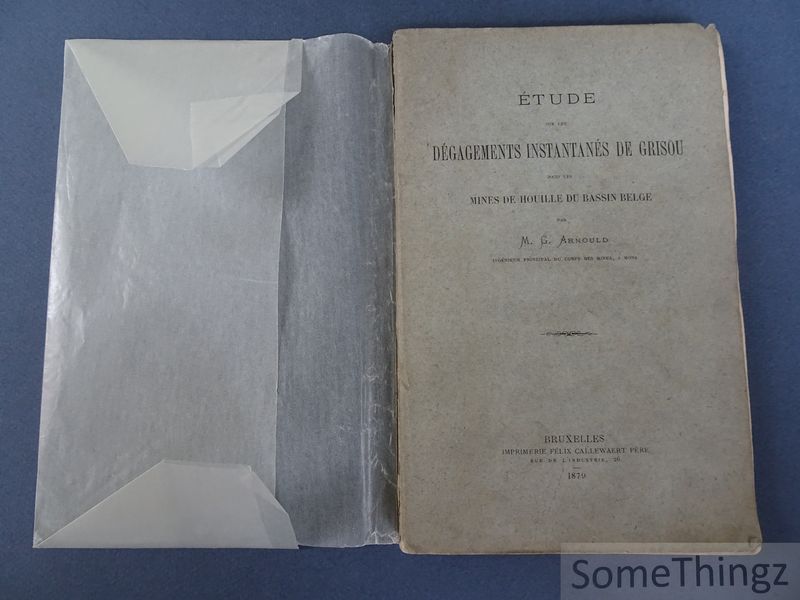 ÉTUDE
SUR LES
DÉGAGEMENTS INSTANTANÉS DE GRISOU
DANS LES
MINES DE HOUILLE DU BASSIN BELGE
PAR
M. G. ARNOULD
INGÉNIEUR PRINCIPAL DU CORPS DES MINES, A MONS
BRUXELLES
IMPRIMERIE FÉLIX CALLEWAERT PÈRE
RUE DE L'INDUSTRIE, 26
1879
SomeThingz